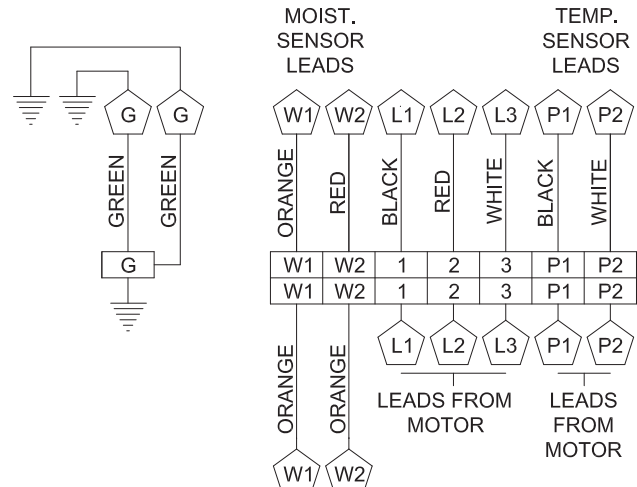 MOIST.
SENSOR
LEADS
TEMP.
SENSOR
LEADS
G G
W1 W2 L1 L2 L3 P1 P2
GREEN GREEN
ORANGE RED BLACK RED WHITE BLACK WHITE
G
W1 W2 1 2 3 P1 P2
W1 W2 1 2 3 P1 P2
L1 L2 L3 P1 P2
ORANGE ORANGE
LEADS FROM
MOTOR
LEADS
FROM
MOTOR
W1 W2